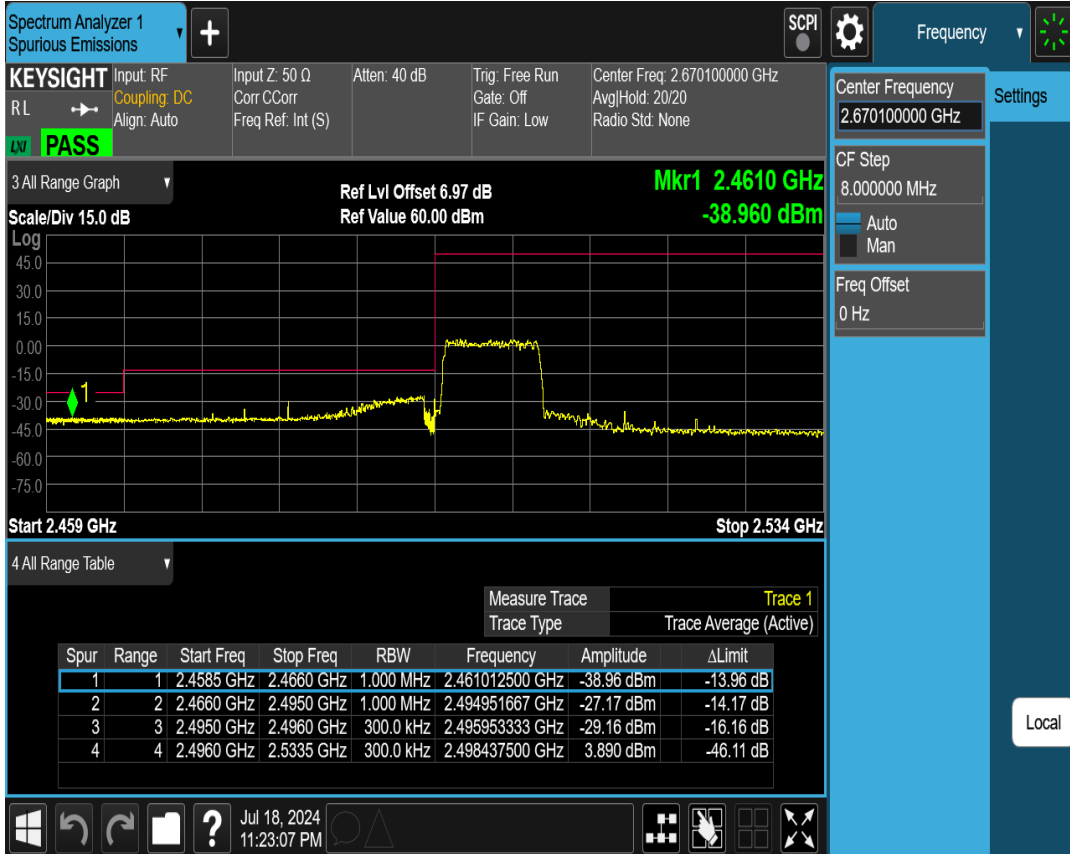 Spectrum Analyzer 1
Spurious Emissions
+
SCPI
Frequency
KEYSIGHT
RL
LXI
PASS
Input: RF
Coupling: DC
Align: Auto
Input Z: 50 Ω
Corr CCorr
Freq Ref: Int (S)
Atten: 40 dB
Trig: Free Run
Gate: Off
IF Gain: Low
Center Freq: 2.670100000 GHz
Avg|Hold: 20/20
Radio Std: None
Center Frequency
2.670100000 GHz
Settings
CF Step
8.000000 MHz
Auto
Man
Freq Offset
0 Hz
3 All Range Graph
Ref Lvl Offset 6.97 dB
Mkr1 2.4610 GHz
Scale/Div 15.0 dB
Ref Value 60.00 dBm
-38.960 dBm
Log
45.0
30.0
15.0
0.00
-15.0
1
-30.0
-45.0
-60.0
-75.0
Start 2.459 GHz
Stop 2.534 GHz
4 All Range Table
Measure Trace Trace 1
Trace Type Trace Average (Active)
Spur Range Start Freq Stop Freq RBW Frequency Amplitude ΔLimit
1 1 2.4585 GHz 2.4660 GHz 1.000 MHz 2.461012500 GHz -38.96 dBm -13.96 dB
2 2 2.4660 GHz 2.4950 GHz 1.000 MHz 2.494951667 GHz -27.17 dBm -14.17 dB
3 3 2.4950 GHz 2.4960 GHz 300.0 kHz 2.495953333 GHz -29.16 dBm -16.16 dB
4 4 2.4960 GHz 2.5335 GHz 300.0 kHz 2.498437500 GHz 3.890 dBm -46.11 dB
Local
?
Jul 18, 2024
11:23:07 PM